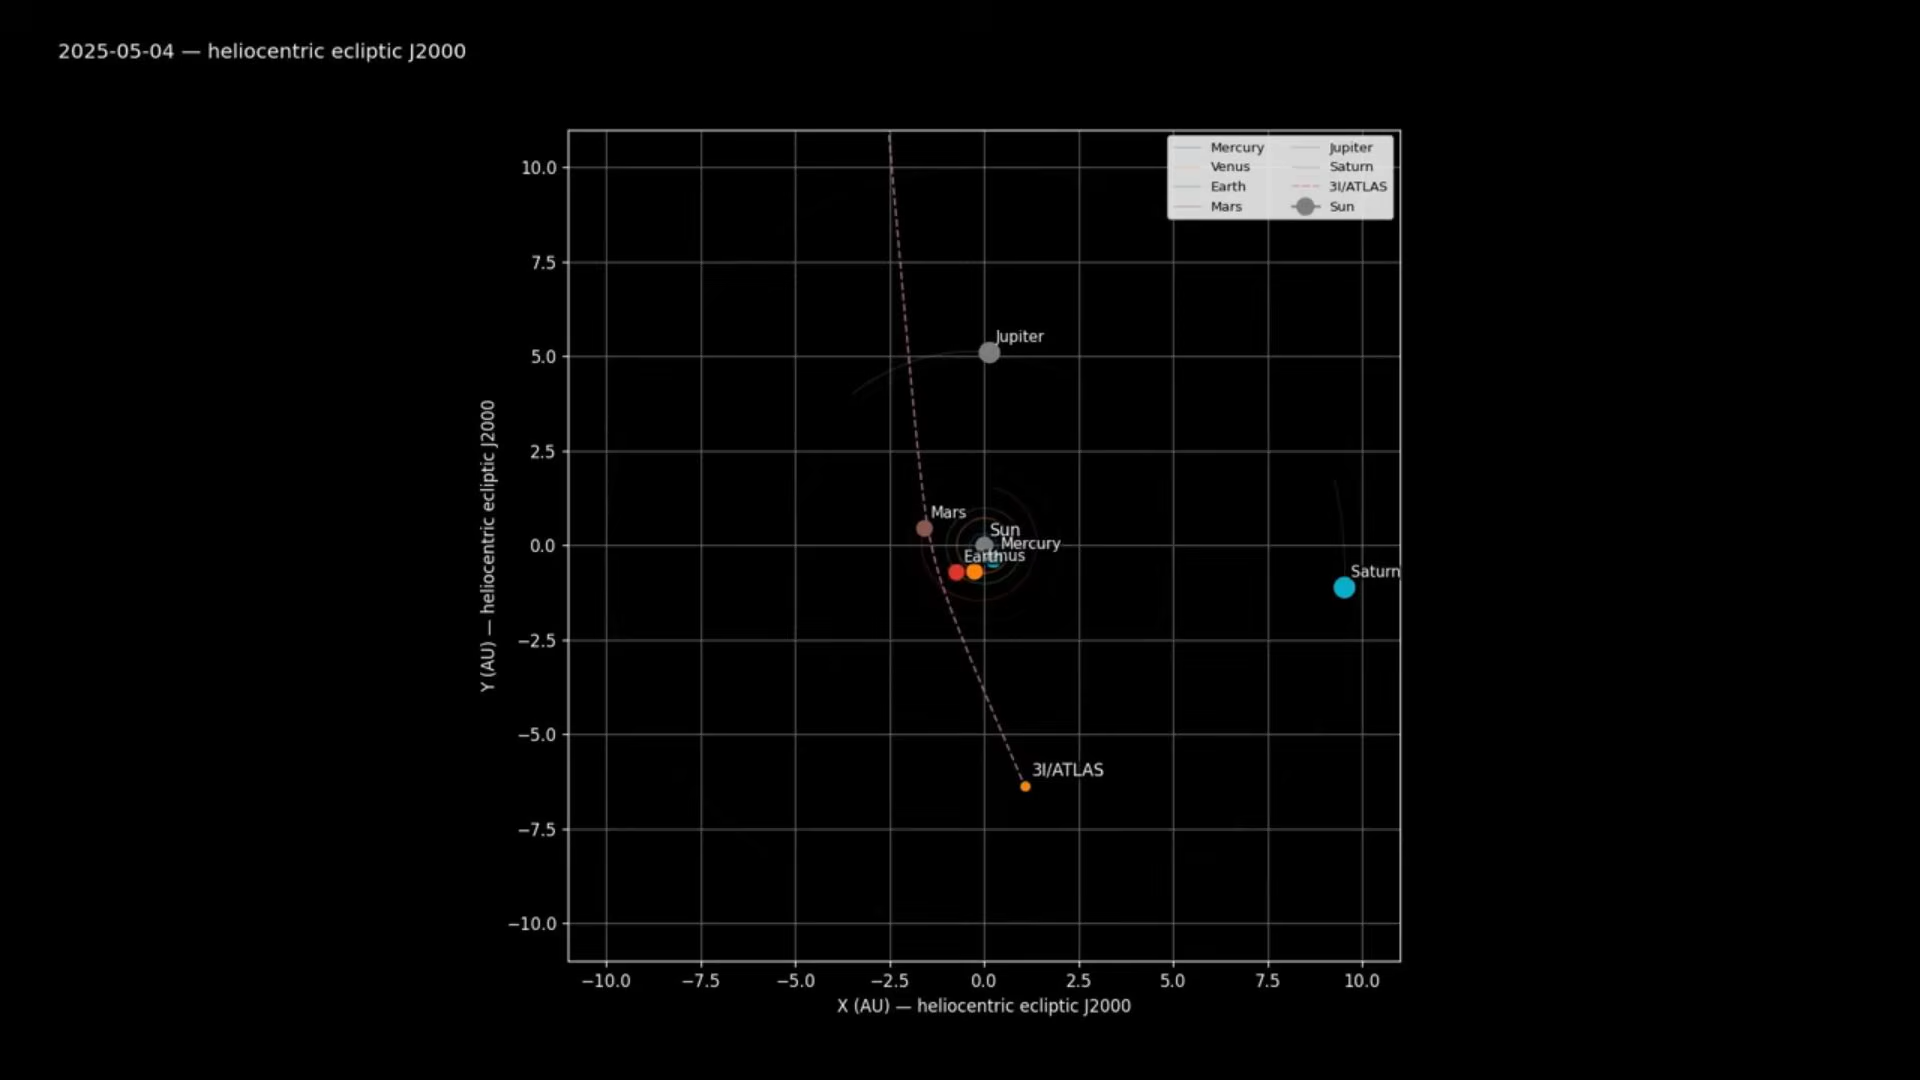 2025-05-04 — heliocentric ecliptic J2000
Mercury
Venus
Earth
Mars
Jupiter
Saturn
3I/ATLAS
Sun
10.0
7.5
5.0
2.5
0.0
−2.5
−5.0
−7.5
−10.0
Y (AU) — heliocentric ecliptic J2000
Jupiter
Mars
Sun
Mercury
Earth
Saturn
3I/ATLAS
−10.0 −7.5 −5.0 −2.5 0.0 2.5 5.0 7.5 10.0
X (AU) — heliocentric ecliptic J2000